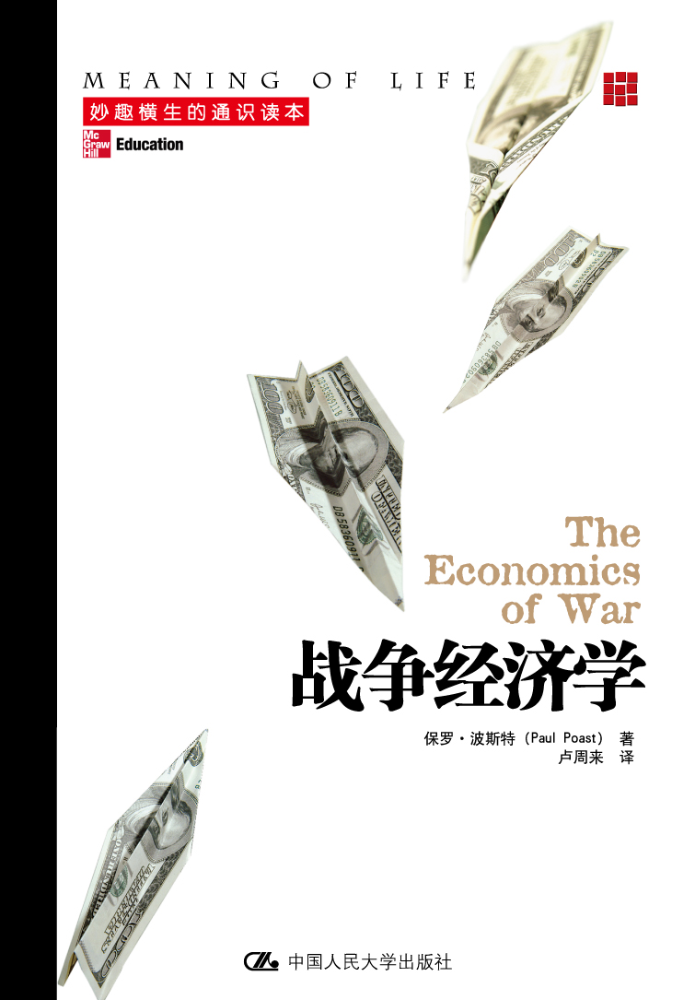 MEANING OF LIFE
妙趣横生的通识读本
Mc
Graw
Hill
Education
The
Economics
of War
战争经济学
保罗·波斯特（Paul Poast） 著
卢周来 译
中国人民大学出版社